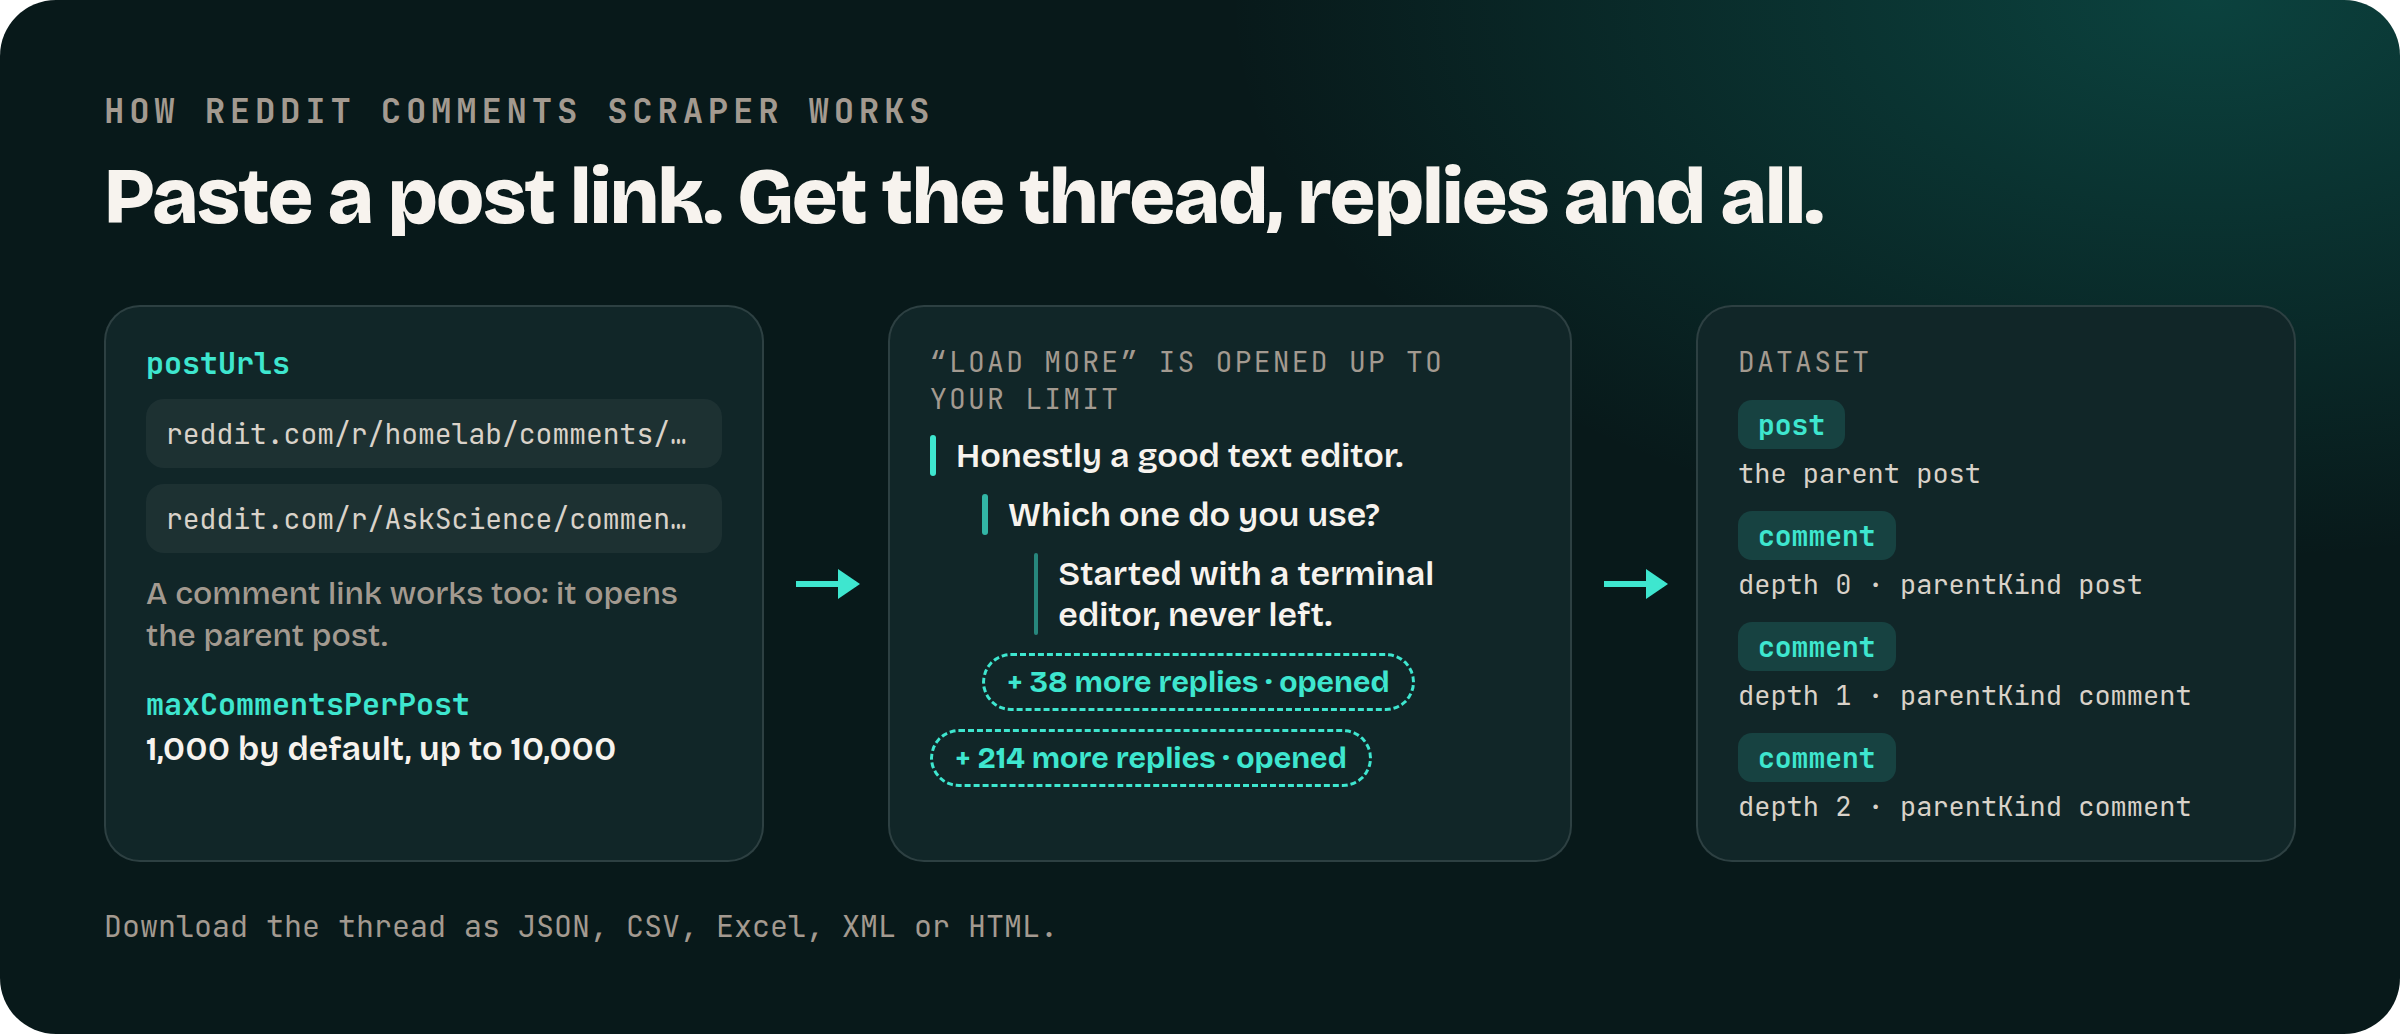 HOW REDDIT COMMENTS SCRAPER WORKS
Paste a post link. Get the thread, replies and all.
postUrls
reddit.com/r/homelab/comments/…
reddit.com/r/AskScience/commen…
A comment link works too: it opens
the parent post.
maxCommentsPerPost
1,000 by default, up to 10,000
“LOAD MORE” IS OPENED UP TO
YOUR LIMIT
Honestly a good text editor.
Which one do you use?
Started with a terminal
editor, never left.
+ 38 more replies · opened
+ 214 more replies · opened
DATASET
post
the parent post
comment
depth 0 · parentKind post
comment
depth 1 · parentKind comment
comment
depth 2 · parentKind comment
Download the thread as JSON, CSV, Excel, XML or HTML.